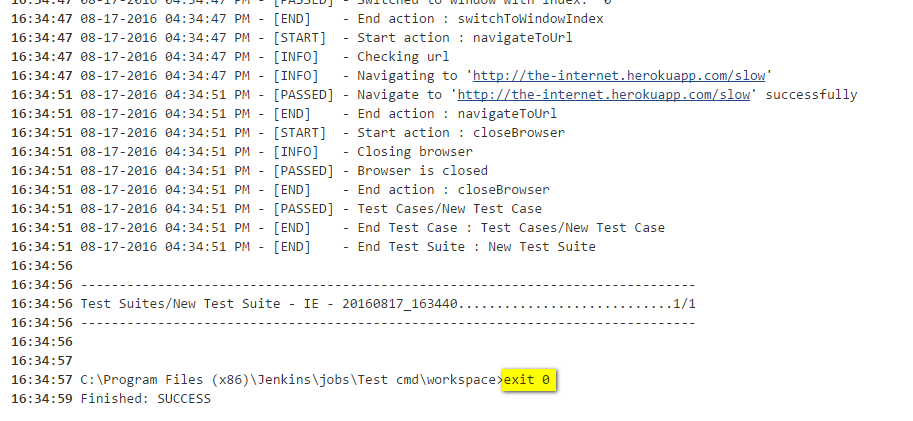 16:34:47 08-17-2016 04:34:47 PM - [PASSED] - Switched to window with index: '0'
16:34:47 08-17-2016 04:34:47 PM - [END]    - End action : switchToWindowIndex
16:34:47 08-17-2016 04:34:47 PM - [START]  - Start action : navigateToUrl
16:34:47 08-17-2016 04:34:47 PM - [INFO]   - Checking url
16:34:47 08-17-2016 04:34:47 PM - [INFO]   - Navigating to 'http://the-internet.herokuapp.com/slow'
16:34:51 08-17-2016 04:34:51 PM - [PASSED] - Navigate to 'http://the-internet.herokuapp.com/slow' successfully
16:34:51 08-17-2016 04:34:51 PM - [END]    - End action : navigateToUrl
16:34:51 08-17-2016 04:34:51 PM - [START]  - Start action : closeBrowser
16:34:51 08-17-2016 04:34:51 PM - [INFO]   - Closing browser
16:34:51 08-17-2016 04:34:51 PM - [PASSED] - Browser is closed
16:34:51 08-17-2016 04:34:51 PM - [END]    - End action : closeBrowser
16:34:51 08-17-2016 04:34:51 PM - [PASSED] - Test Cases/New Test Case
16:34:51 08-17-2016 04:34:51 PM - [END]    - End Test Case : Test Cases/New Test Case
16:34:51 08-17-2016 04:34:51 PM - [END]    - End Test Suite : New Test Suite
16:34:56
16:34:56 --------------------------------------------------------------------------------
16:34:56 Test Suites/New Test Suite - IE - 20160817_163440............................1/1
16:34:56 --------------------------------------------------------------------------------
16:34:56
16:34:57
16:34:57 C:\Program Files (x86)\Jenkins\jobs\Test cmd\workspace>exit 0
16:34:59 Finished: SUCCESS